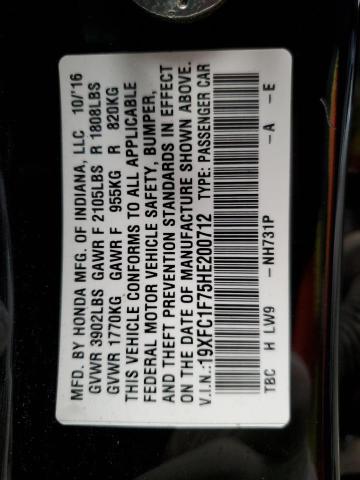 MFD. BY HONDA MFG. OF INDIANA, LLC 10/'16
GVWR 3902LBS GAWR F 2105LBS R 1808LBS
GVWR 1770KG GAWR F 955KG R 820KG
THIS VEHICLE CONFORMS TO ALL APPLICABLE
FEDERAL MOTOR VEHICLE SAFETY, BUMPER,
AND THEFT PREVENTION STANDARDS IN EFFECT
ON THE DATE OF MANUFACTURE SHOWN ABOVE.
V.I.N.:19XFC1F75HE200712 TYPE: PASSENGER CAR
TBC H LW9 -NH731P -A -E